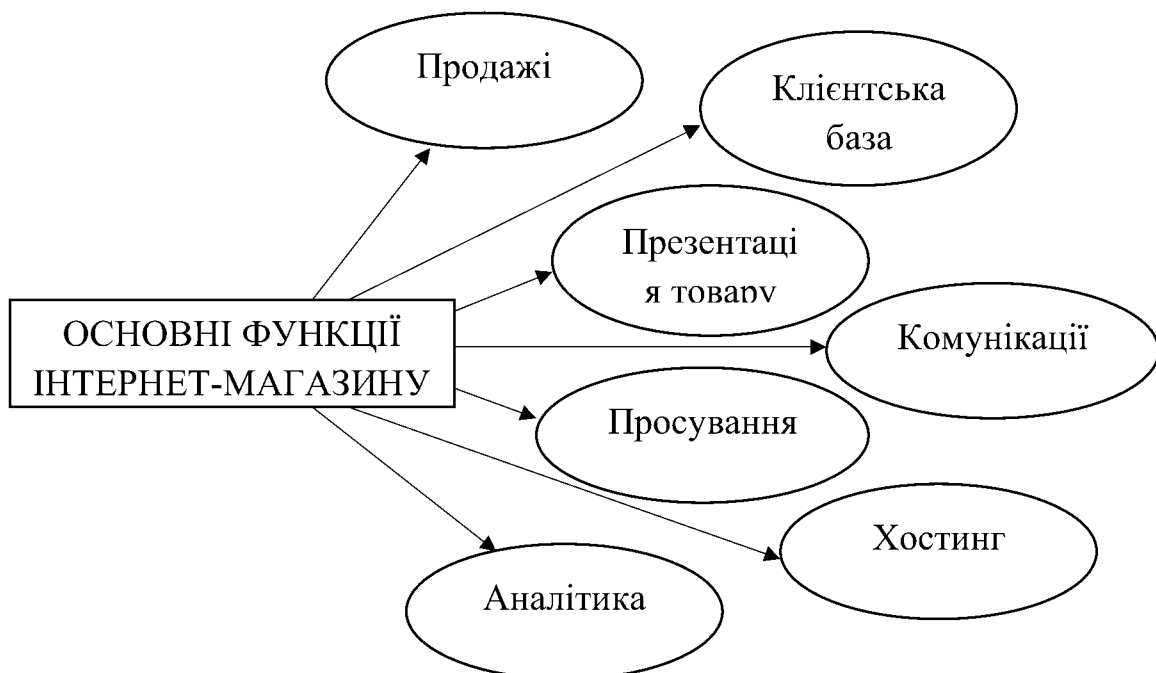 Продажі
Клієнтська
база
Презентаці
я товару
ОСНОВНІ ФУНКЦІЇ
ІНТЕРНЕТ-МАГАЗИНУ
Комунікації
Просування
Хостинг
Аналітика